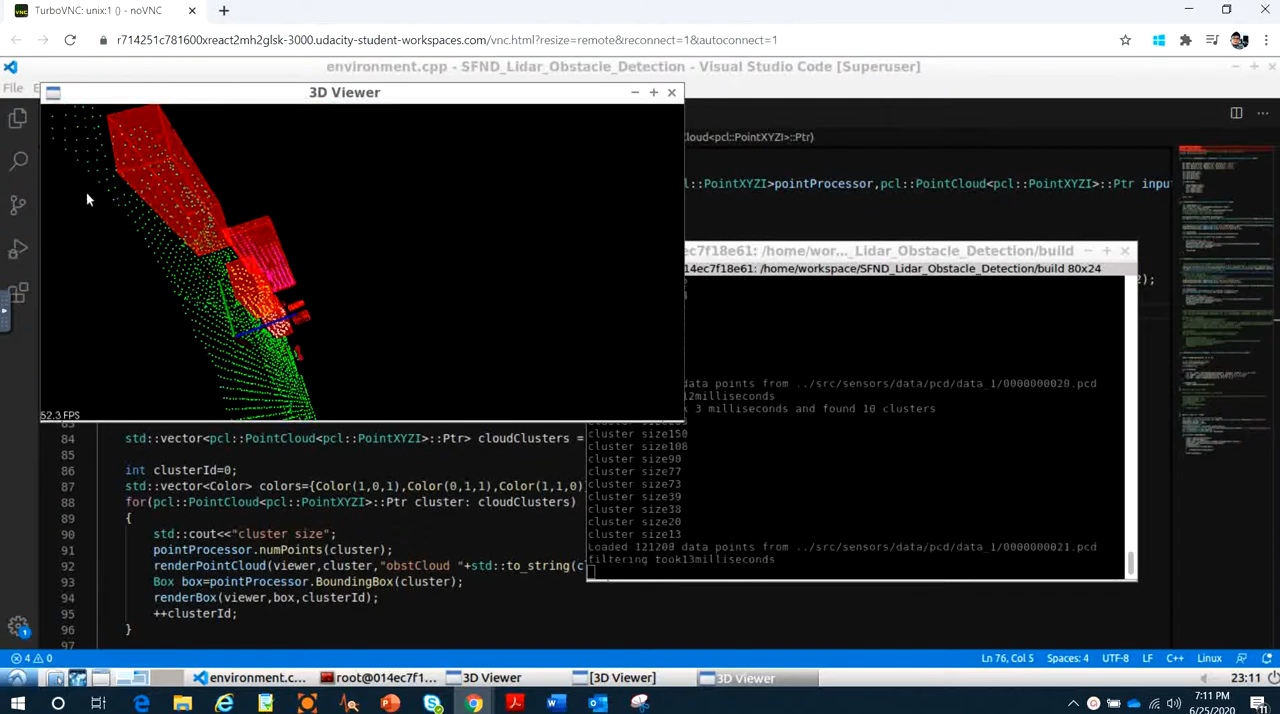 TurboVNC: unix:1 () - noVNC
r714251c781600xreact2mh2glsk-3000.udacity-student-workspaces.com/vnc.html?resize=remote&reconnect=1&autoconnect=1
environment.cpp - SFND_Lidar_Obstacle_Detection - Visual Studio Code [Superuser]
File E
3D Viewer
Cloud<pcl::PointXYZI>::Ptr)
l::PointXYZI>pointProcessor,pcl::PointCloud<pcl::PointXYZI>::Ptr inpu
ec7f18e61: /home/wor... _Lidar_Obstacle_Detection/build
14ec7f18e61: /home/workspace/SFND_Lidar_Obstacle_Detection/build 80x24
2);
data points from ../src/sensors/data/pcd/data_1/0000000020.pcd
12milliseconds
3 milliseconds and found 10 clusters
52.3 FPS
cluster size150
cluster size108
cluster size90
cluster size77
cluster size73
cluster size39
cluster size38
cluster size20
cluster size13
Loaded 121208 data points from ../src/sensors/data/pcd/data_1/0000000021.pcd
filtering took13milliseconds
84 std::vector<pcl::PointCloud<pcl::PointXYZI>::Ptr> cloudClusters =
85
86 int clusterId=0;
87 std::vector<Color> colors={Color(1,0,1),Color(0,1,1),Color(1,1,0)
88 for(pcl::PointCloud<pcl::PointXYZI>::Ptr cluster: cloudClusters)
89 {
90 std::cout<<"cluster size";
91 pointProcessor.numPoints(cluster);
92 renderPointCloud(viewer,cluster,"obstCloud "+std::to_string(c
93 Box box=pointProcessor.BoundingBox(cluster);
94 renderBox(viewer,box,clusterId);
95 ++clusterId;
96 }
97
4 0
Ln 76, Col 5 Spaces: 4 UTF-8 LF C++ Linux
environment.c... root@014ec7f1... 3D Viewer [3D Viewer] 3D Viewer 23:11
7:11 PM
6/25/2020